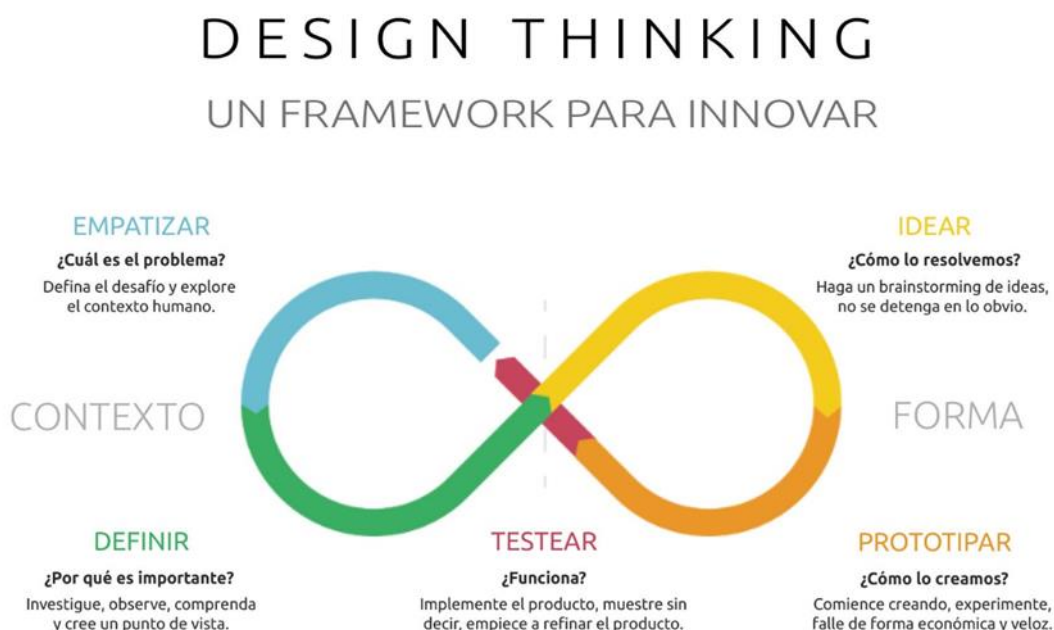 DESIGN THINKING
UN FRAMEWORK PARA INNOVAR
EMPATIZAR
¿Cuál es el problema?
Defina el desafío y explore
el contexto humano.
IDEAR
¿Cómo lo resolvemos?
Haga un brainstorming de ideas,
no se detenga en lo obvio.
CONTEXTO
FORMA
DEFINIR
¿Por qué es importante?
Investigue, observe, comprenda
y cree un punto de vista.
TESTEAR
¿Funciona?
Implemente el producto, muestre sin
decir, empiece a refinar el producto.
PROTOTIPAR
¿Cómo lo creamos?
Comience creando, experimente,
falle de forma económica y veloz.